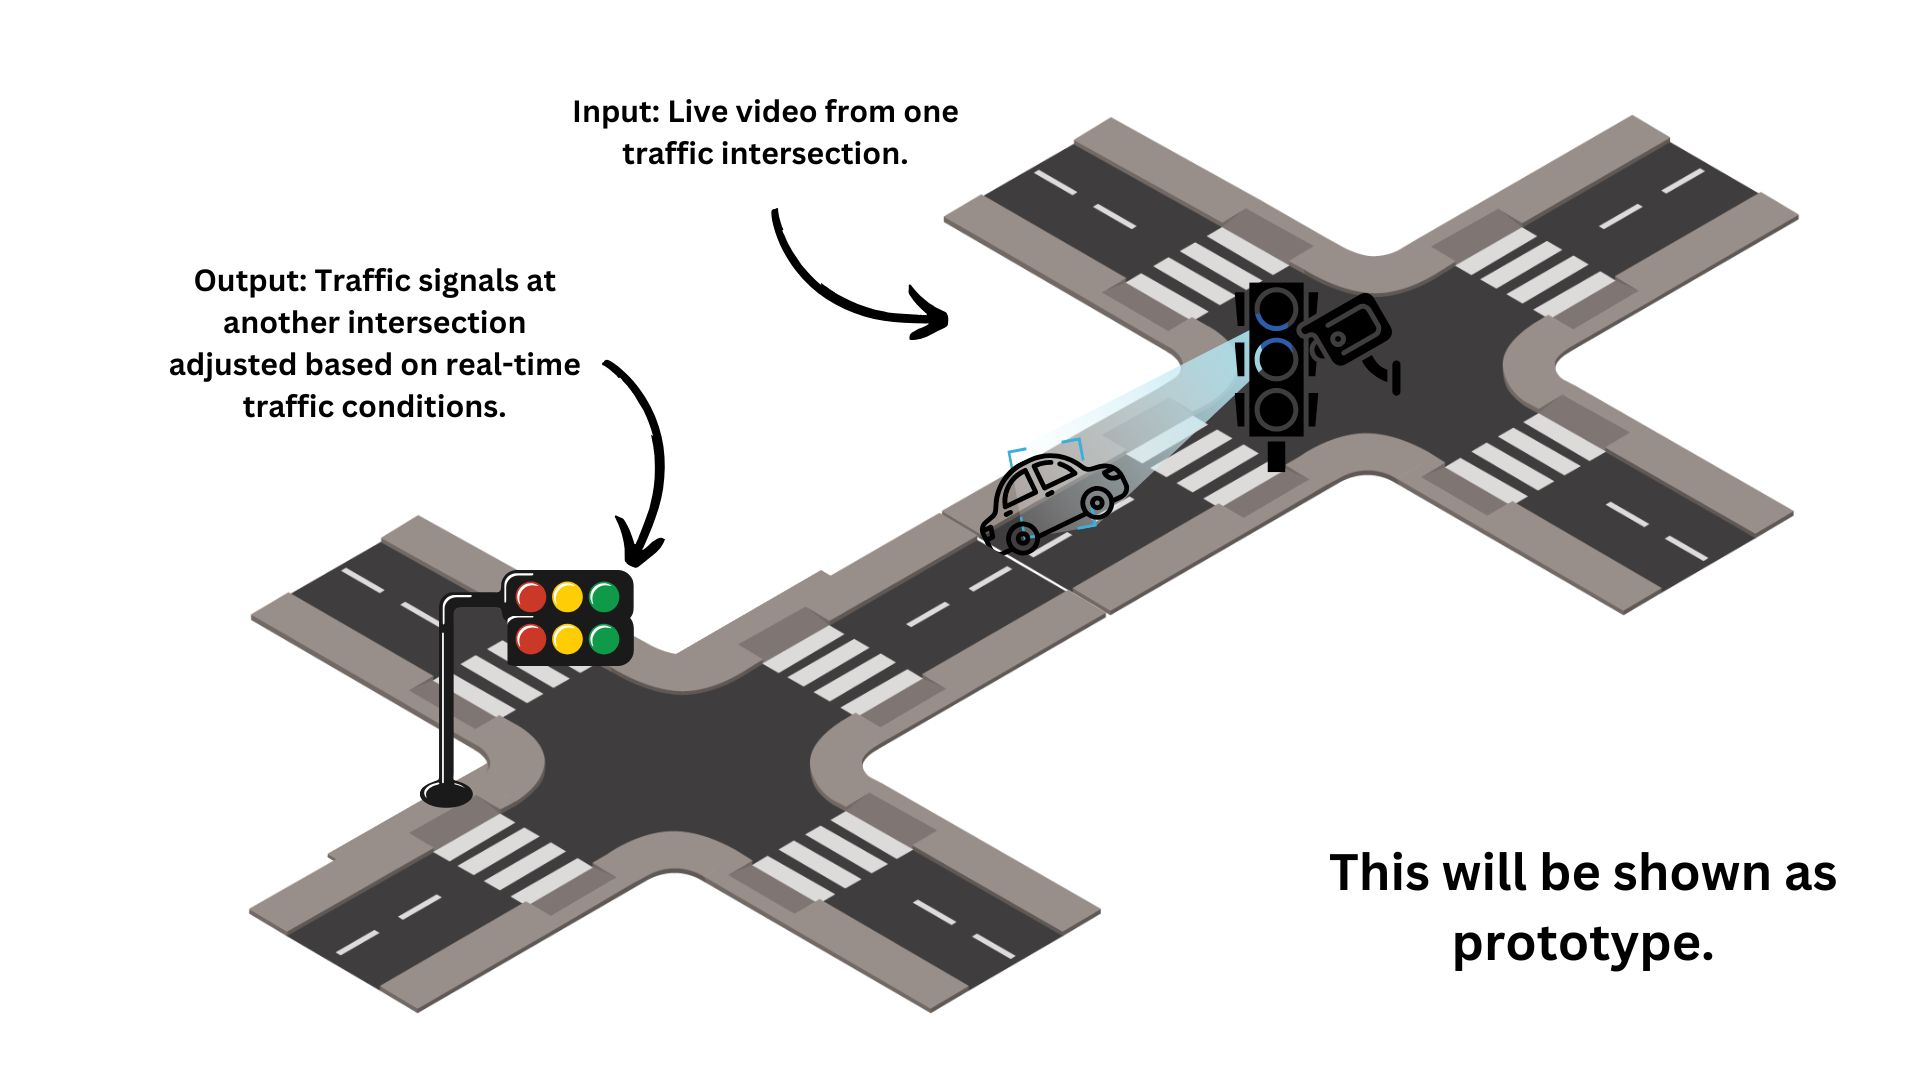 Input: Live video from one
traffic intersection.
Output: Traffic signals at
another intersection
adjusted based on real-time
traffic conditions.
This will be shown as
prototype.